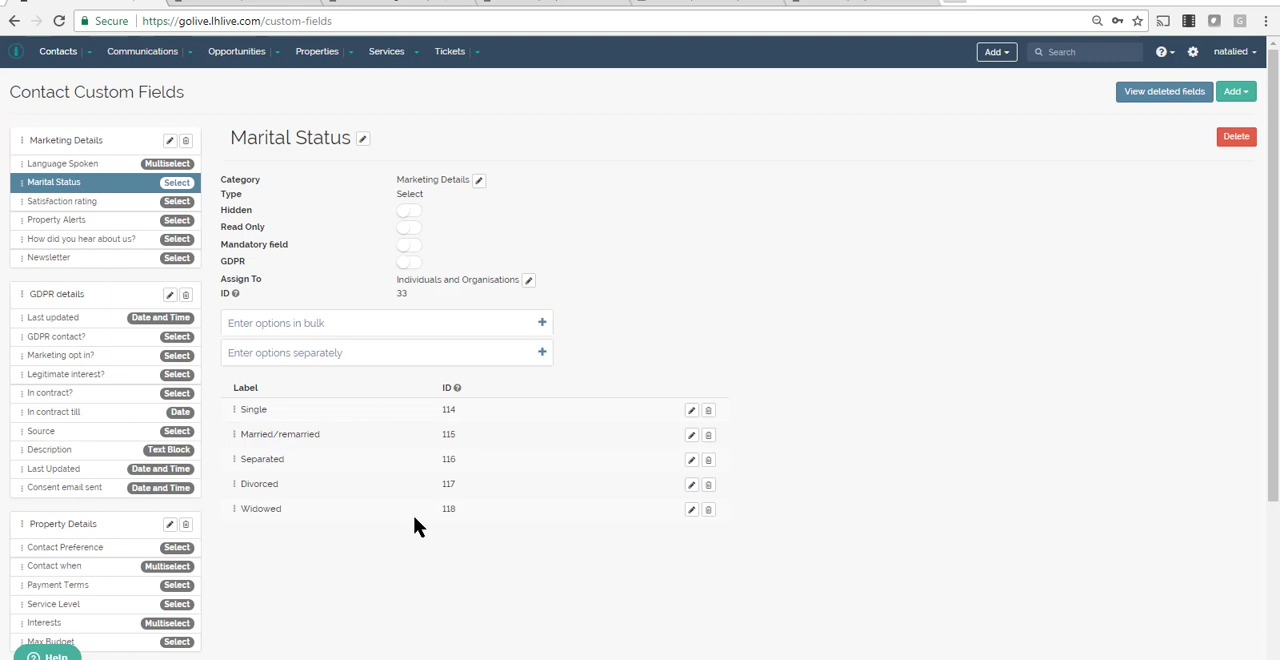 Secure
https://golive.lhlive.com/custom-fields
Contacts Communications Opportunities Properties Services Tickets Add Search natalied
Contact Custom Fields
View deleted fields
Add
Marketing Details
Language Spoken Multiselect
Marital Status Select
Satisfaction rating Select
Property Alerts Select
How did you hear about us? Select
Newsletter Select
GDPR details
Last updated Date and Time
GDPR contact? Select
Marketing opt in? Select
Legitimate interest? Select
In contract? Select
In contract till Date
Source Select
Description Text Block
Last Updated Date and Time
Consent email sent Date and Time
Property Details
Contact Preference Select
Contact when Multiselect
Payment Terms Select
Service Level Select
Interests Multiselect
Max Budget Select
Help
Marital Status
Delete
Category Marketing Details
Type Select
Hidden
Read Only
Mandatory field
GDPR
Assign To Individuals and Organisations
ID 33
Enter options in bulk
Enter options separately
Label ID
Single 114
Married/remarried 115
Separated 116
Divorced 117
Widowed 118